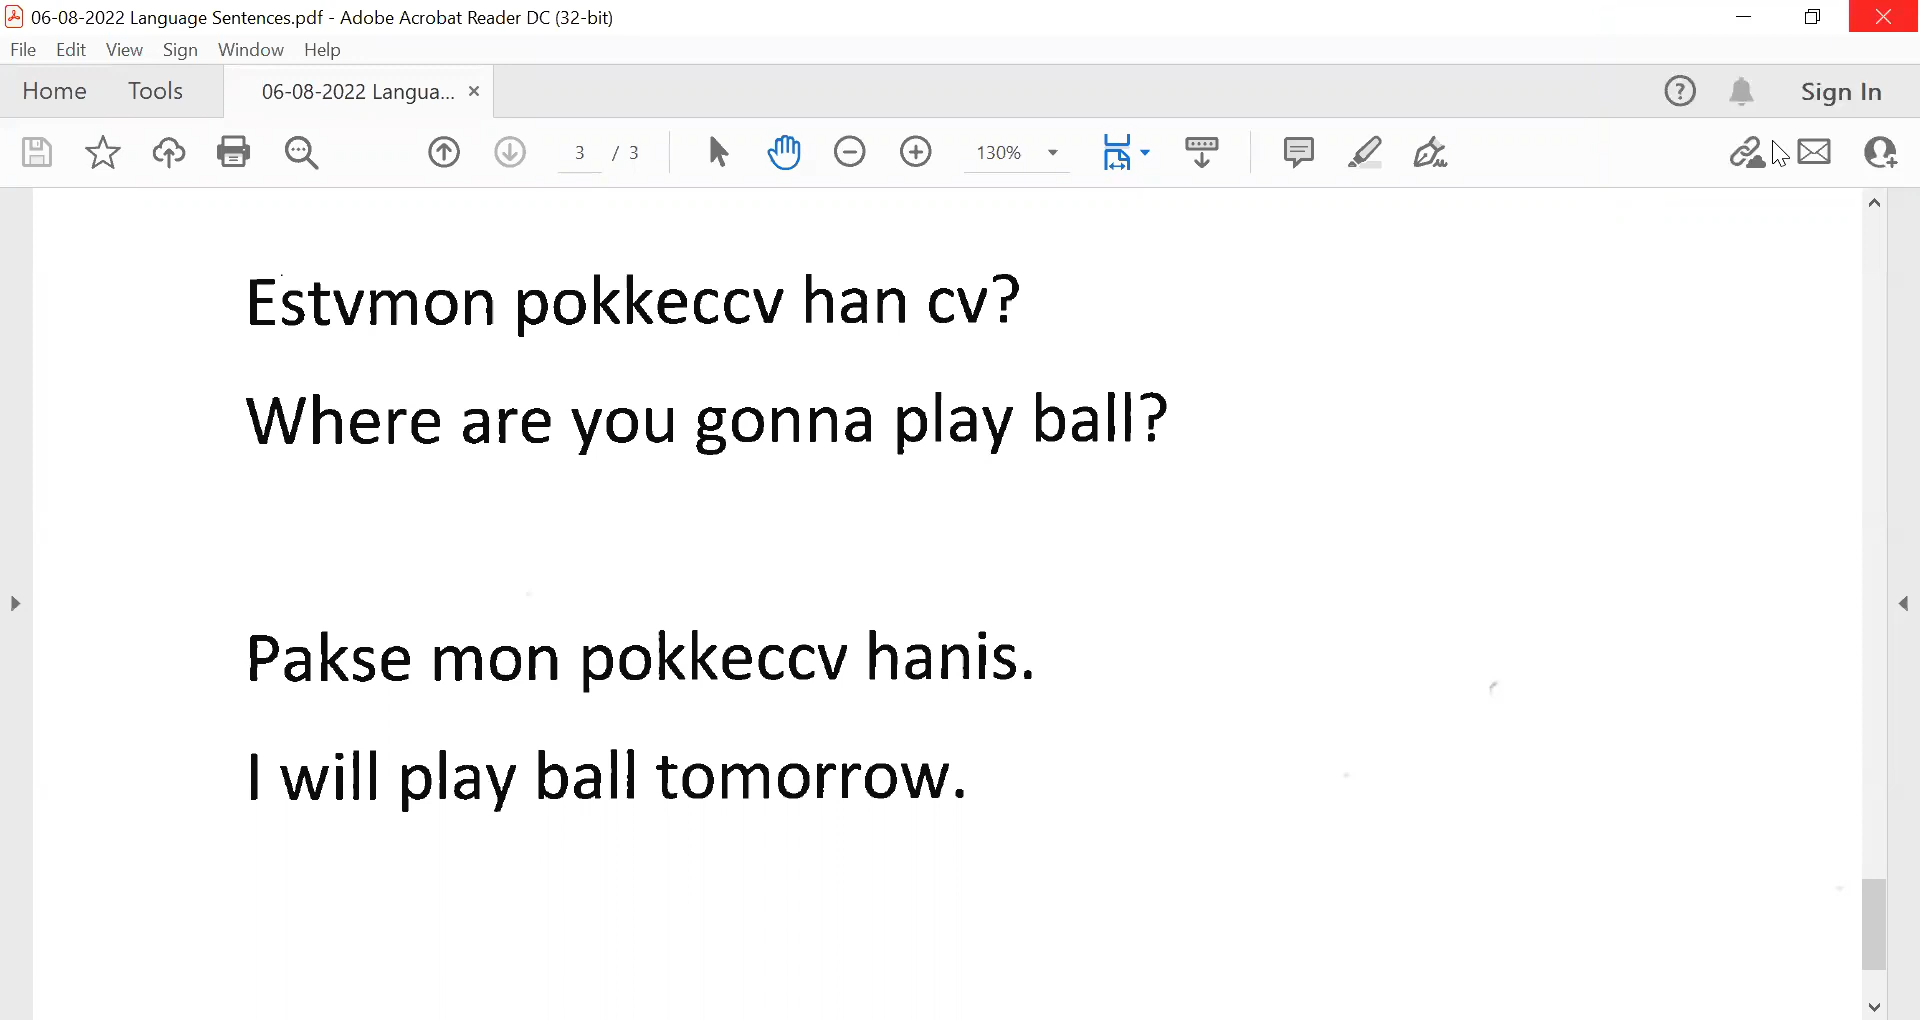 06-08-2022 Language Sentences.pdf - Adobe Acrobat Reader DC (32-bit)
File Edit View Sign Window Help
Home Tools 06-08-2022 Langua... × Sign In
3 / 3 130%
Estvmon pokkeccv han cv?
Where are you gonna play ball?
Pakse mon pokkeccv hanis.
I will play ball tomorrow.